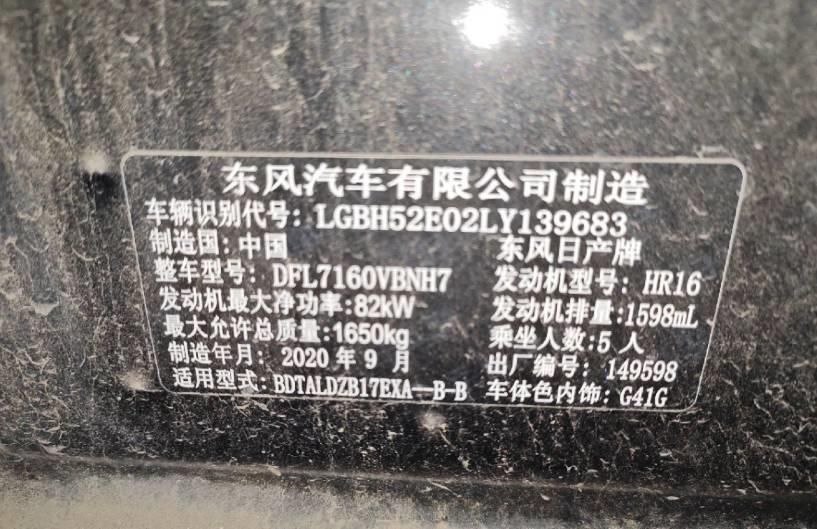 东风汽车有限公司制造
车辆识别代号: LGBH52E02LY139683
制造国: 中国 东风日产牌
整车型号: DFL7160VBNH7 发动机型号: HR16
发动机最大净功率:82kW 发动机排量:1598mL
最大允许总质量:1650kg 乘坐人数:5 人
制造年月: 2020 年 9 月 出厂编号: 149598
适用型式: BDTALDZB17EXA—B-B 车体色内饰: G41G